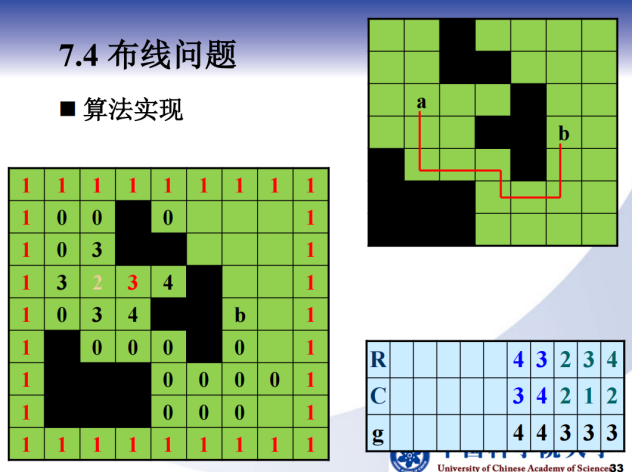 7.4 布线问题
■ 算法实现
a
b
1 1 1 1 1 1 1 1 1
1 0 0 0 1
1 0 3 1
1 3 2 3 4 1
1 0 3 4 b 1
1 0 0 0 0 1
1 0 0 0 0 1
1 0 0 0 1
1 1 1 1 1 1 1 1 1
R 4 3 2 3 4
C 3 4 2 1 2
g 4 4 3 3 3
University of Chinese Academy of Sciences
33